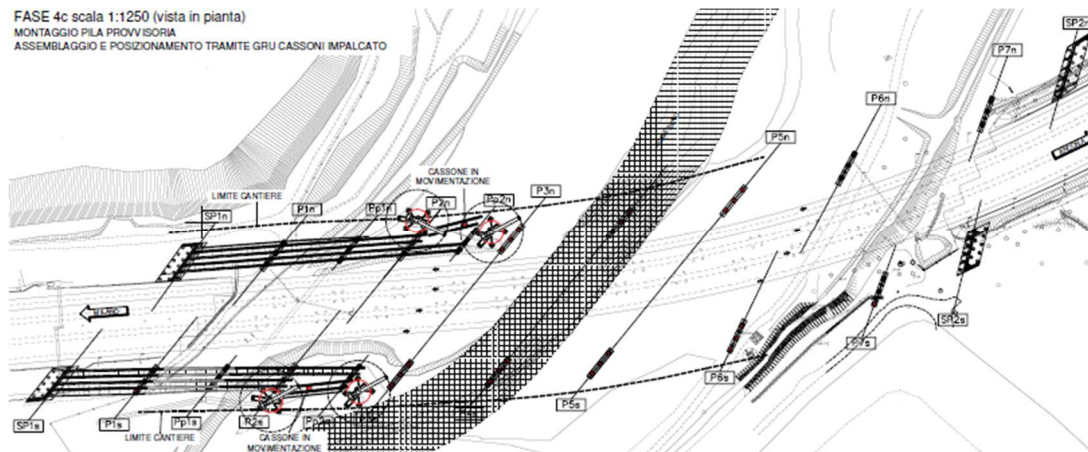 FASE 4c scala 1:1250 (vista in pianta)
MONTAGGIO PILA PROVVISORIA
ASSEMBLAGGIO E POSIZIONAMENTO TRAMITE GRU CASSONI IMPALCATO
SP2n
P7n
P6n
P5n
ANCONA
CASSONE IN
MOVIMENTAZIONE
LIMITE CANTIERE
SP1n
P1n
Pp1n
P2n
Pp2n
P3n
MILANO
SP2s
P7s
P6s
P5s
SP1s
P1s
Pp1s
P2s
LIMITE CANTIERE
CASSONE IN
MOVIMENTAZIONE